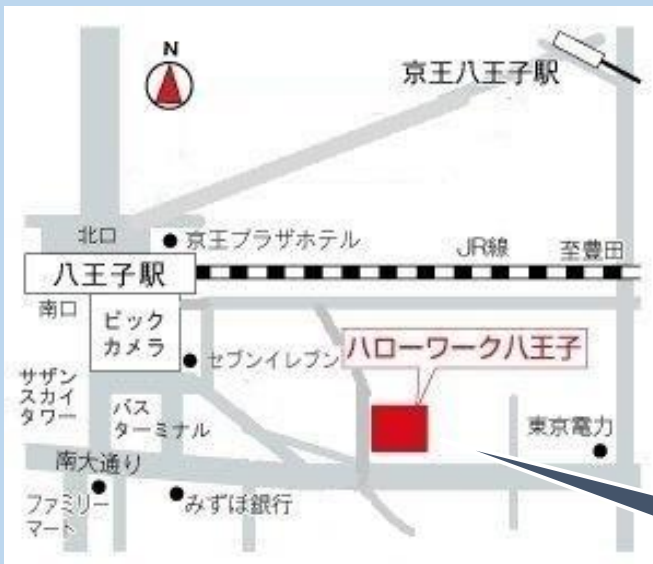 N
京王八王子駅
北口
京王プラザホテル
JR線
至豊田
八王子駅
南口
ビック
カメラ
セブンイレブン
ハローワーク八王子
サザン
スカイ
タワー
バス
ターミナル
東京電力
南大通り
ファミリー
マート
みずほ銀行